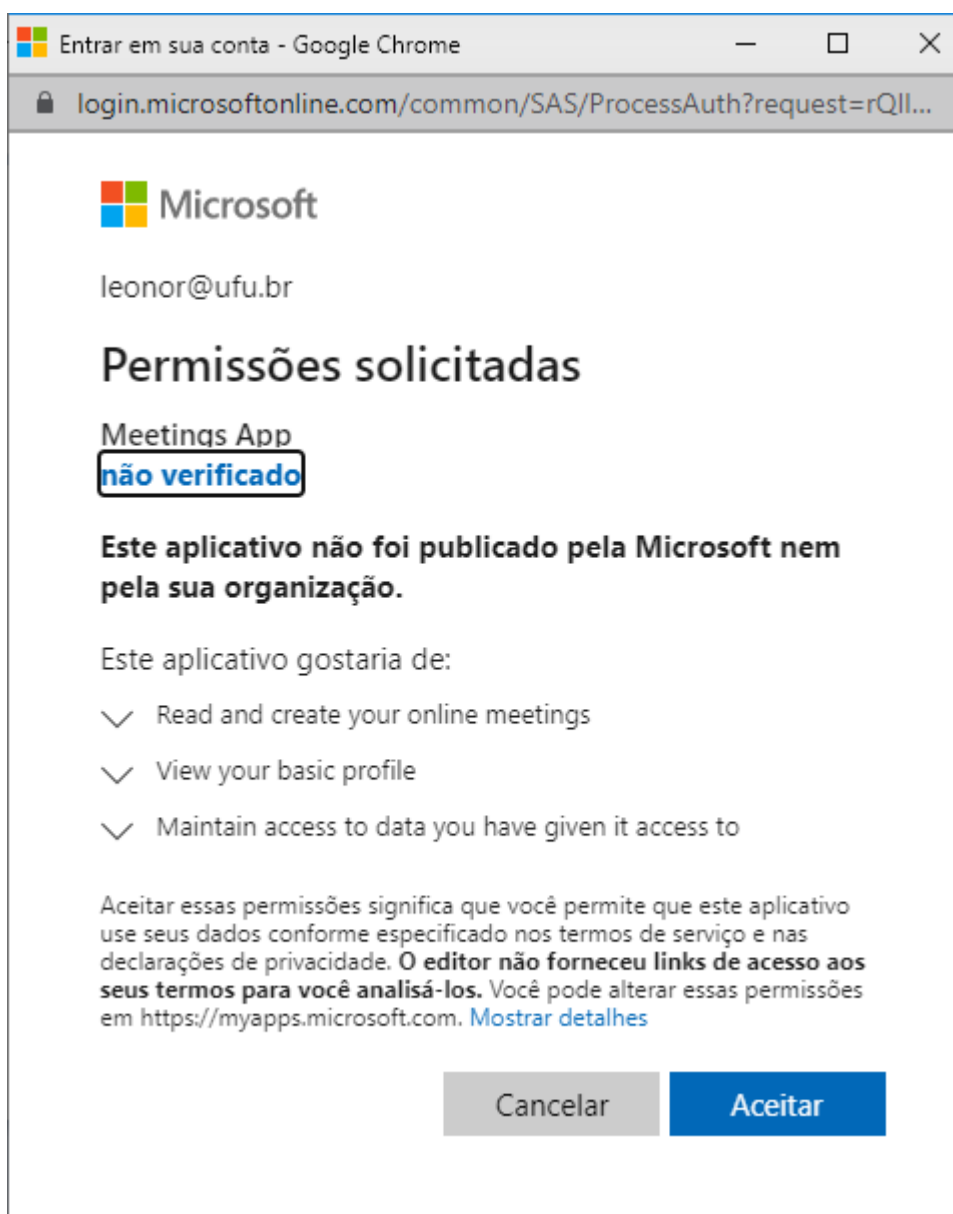 Entrar em sua conta - Google Chrome
login.microsoftonline.com/common/SAS/ProcessAuth?request=rQII...
Microsoft
leonor@ufu.br
Permissões solicitadas
Meetings App
não verificado
Este aplicativo não foi publicado pela Microsoft nem
pela sua organização.
Este aplicativo gostaria de:
Read and create your online meetings
View your basic profile
Maintain access to data you have given it access to
Aceitar essas permissões significa que você permite que este aplicativo
use seus dados conforme especificado nos termos de serviço e nas
declarações de privacidade. O editor não forneceu links de acesso aos
seus termos para você analisá-los. Você pode alterar essas permissões
em https://myapps.microsoft.com. Mostrar detalhes
Cancelar
Aceitar